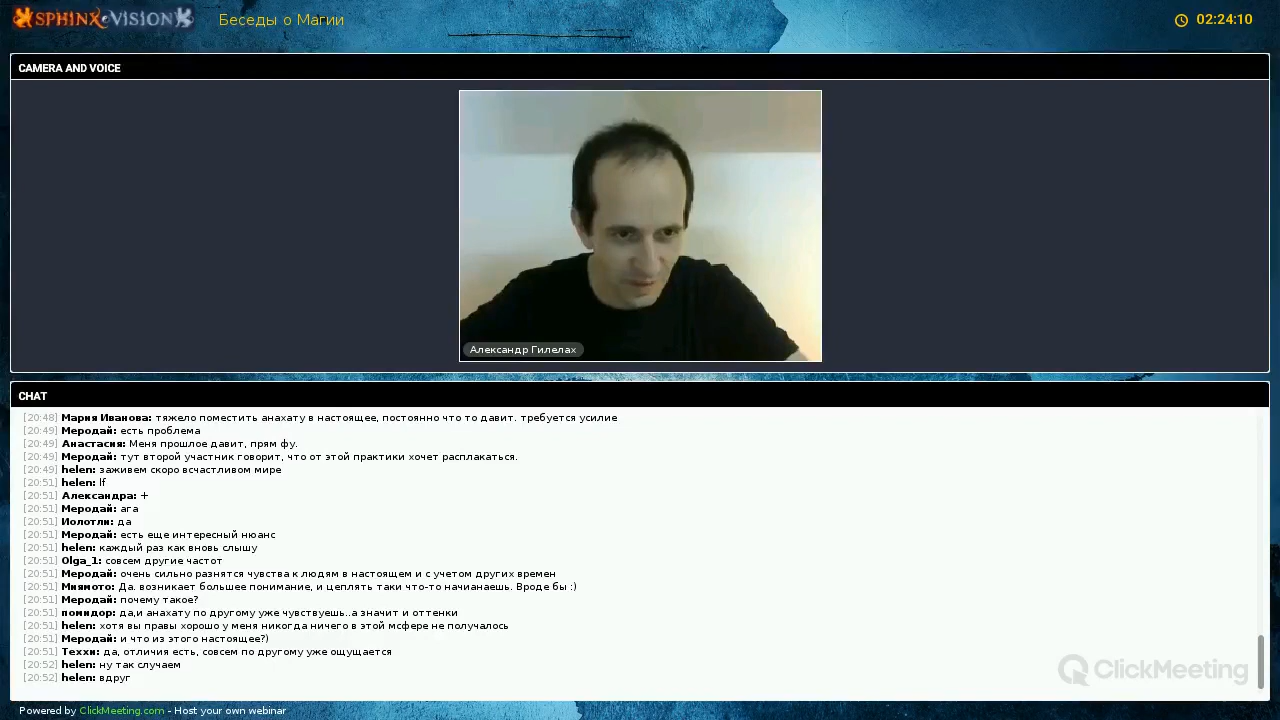 SPHINX VISION Беседы о Магии 02:24:10
CAMERA AND VOICE
Александр Гилелах
CHAT
[20:48] Мария Иванова: тяжело поместить анахату в настоящее, постоянно что то давит. требуется усилие
[20:49] Меродай: есть проблема
[20:49] Анастасия: Меня прошлое давит, прям фу.
[20:49] Меродай: тут второй участник говорит, что от этой практики хочет расплакаться.
[20:49] helen: заживем скоро всчастливом мире
[20:51] helen: lf
[20:51] Александра: +
[20:51] Меродай: ага
[20:51] Иолотли: да
[20:51] Меродай: есть еще интересный нюанс
[20:51] helen: каждый раз как вновь слышу
[20:51] Olga_1: совсем другие частот
[20:51] Меродай: очень сильно разнятся чувства к людям в настоящем и с учетом других времен
[20:51] Миямото: Да. возникает большее понимание, и цеплять таки что-то начианаешь. Вроде бы :)
[20:51] Меродай: почему такое?
[20:51] помидор: да,и анахату по другому уже чувствуешь..а значит и оттенки
[20:51] helen: хотя вы правы хорошо у меня никогда ничего в этой мсфере не получалось
[20:51] Меродай: и что из этого настоящее?)
[20:51] Теххи: да, отличия есть, совсем по другому уже ощущается
[20:52] helen: ну так случаем
[20:52] helen: вдруг
ClickMeeting
Powered by ClickMeeting.com - Host your own webinar